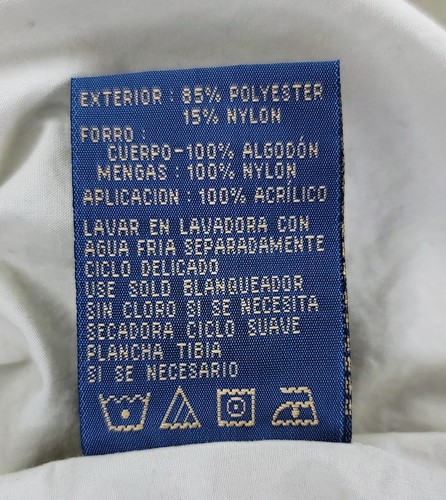 EXTERIOR : 85% POLYESTER
15% NYLON
FORRO :
CUERPO-100% ALGODÓN
MENGAS : 100% NYLON
APLICACION : 100% ACRÍLICO
LAVAR EN LAVADORA CON
AGUA FRIA SEPARADAMENTE
CICLO DELICADO
USE SOLO BLANQUEADOR
SIN CLORO SI SE NECESITA
SECADORA CICLO SUAVE
PLANCHA TIBIA
SI SE NECESARIO